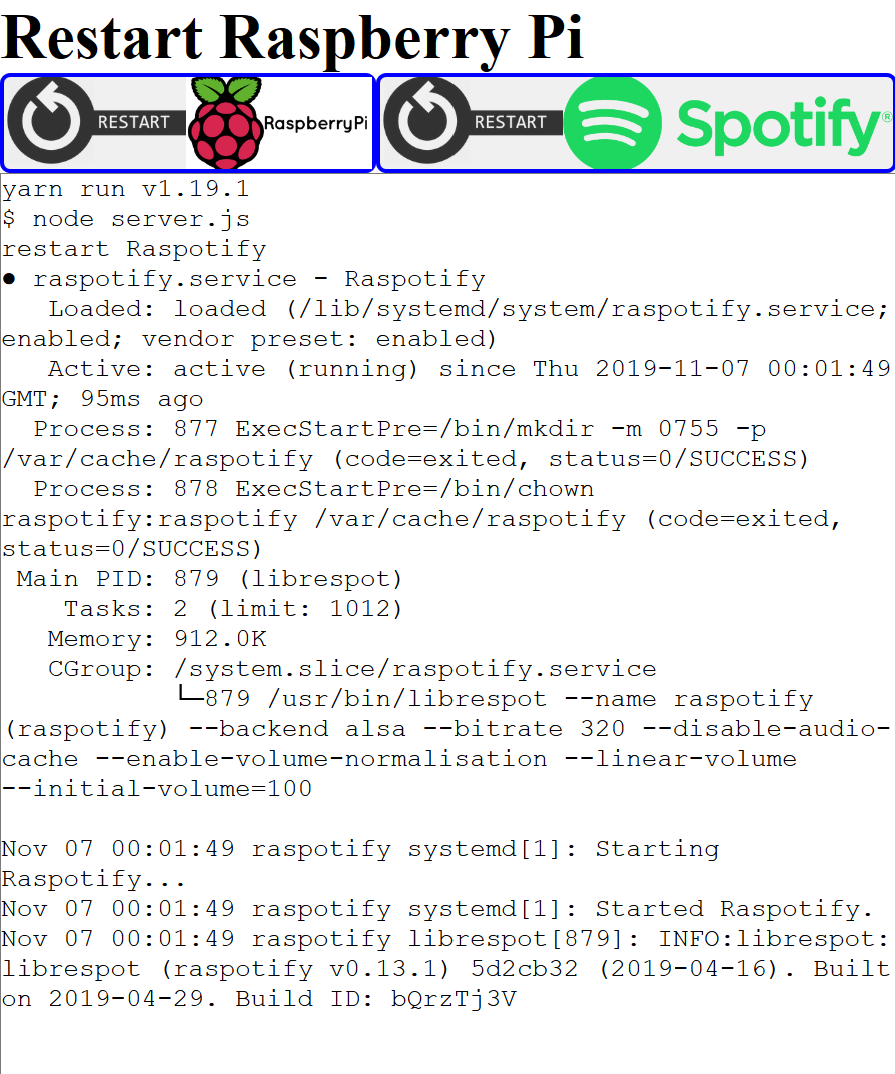 Restart Raspberry Pi
RESTART RaspberryPi RESTART Spotify®
yarn run v1.19.1
$ node server.js
restart Raspotify
● raspotify.service - Raspotify
   Loaded: loaded (/lib/systemd/system/raspotify.service;
enabled; vendor preset: enabled)
   Active: active (running) since Thu 2019-11-07 00:01:49
GMT; 95ms ago
  Process: 877 ExecStartPre=/bin/mkdir -m 0755 -p
/var/cache/raspotify (code=exited, status=0/SUCCESS)
  Process: 878 ExecStartPre=/bin/chown
raspotify:raspotify /var/cache/raspotify (code=exited,
status=0/SUCCESS)
 Main PID: 879 (librespot)
    Tasks: 2 (limit: 1012)
   Memory: 912.0K
   CGroup: /system.slice/raspotify.service
           └─879 /usr/bin/librespot --name raspotify
(raspotify) --backend alsa --bitrate 320 --disable-audio-
cache --enable-volume-normalisation --linear-volume
--initial-volume=100

Nov 07 00:01:49 raspotify systemd[1]: Starting
Raspotify...
Nov 07 00:01:49 raspotify systemd[1]: Started Raspotify.
Nov 07 00:01:49 raspotify librespot[879]: INFO:librespot:
librespot (raspotify v0.13.1) 5d2cb32 (2019-04-16). Built
on 2019-04-29. Build ID: bQrzTj3V